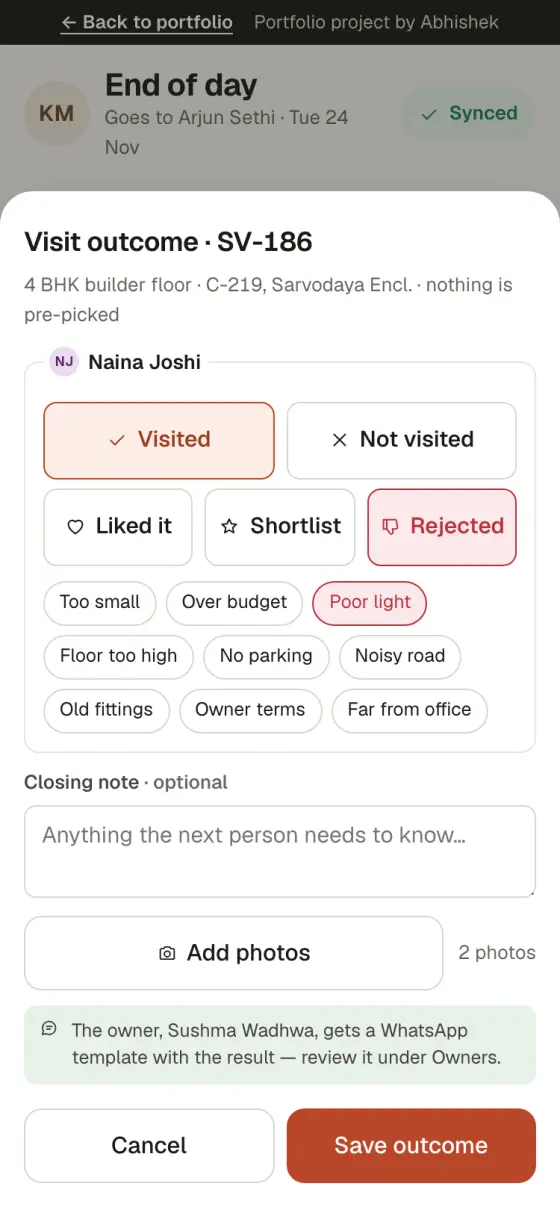 ← Back to portfolio Portfolio project by Abhishek
KM
End of day
Goes to Arjun Sethi · Tue 24
Nov
Synced
Visit outcome · SV-186
4 BHK builder floor · C-219, Sarvodaya Encl. · nothing is
pre-picked
NJ Naina Joshi
Visited Not visited
Liked it Shortlist Rejected
Too small Over budget Poor light
Floor too high No parking Noisy road
Old fittings Owner terms Far from office
Closing note · optional
Anything the next person needs to know...
Add photos 2 photos
The owner, Sushma Wadhwa, gets a WhatsApp
template with the result — review it under Owners.
Cancel Save outcome